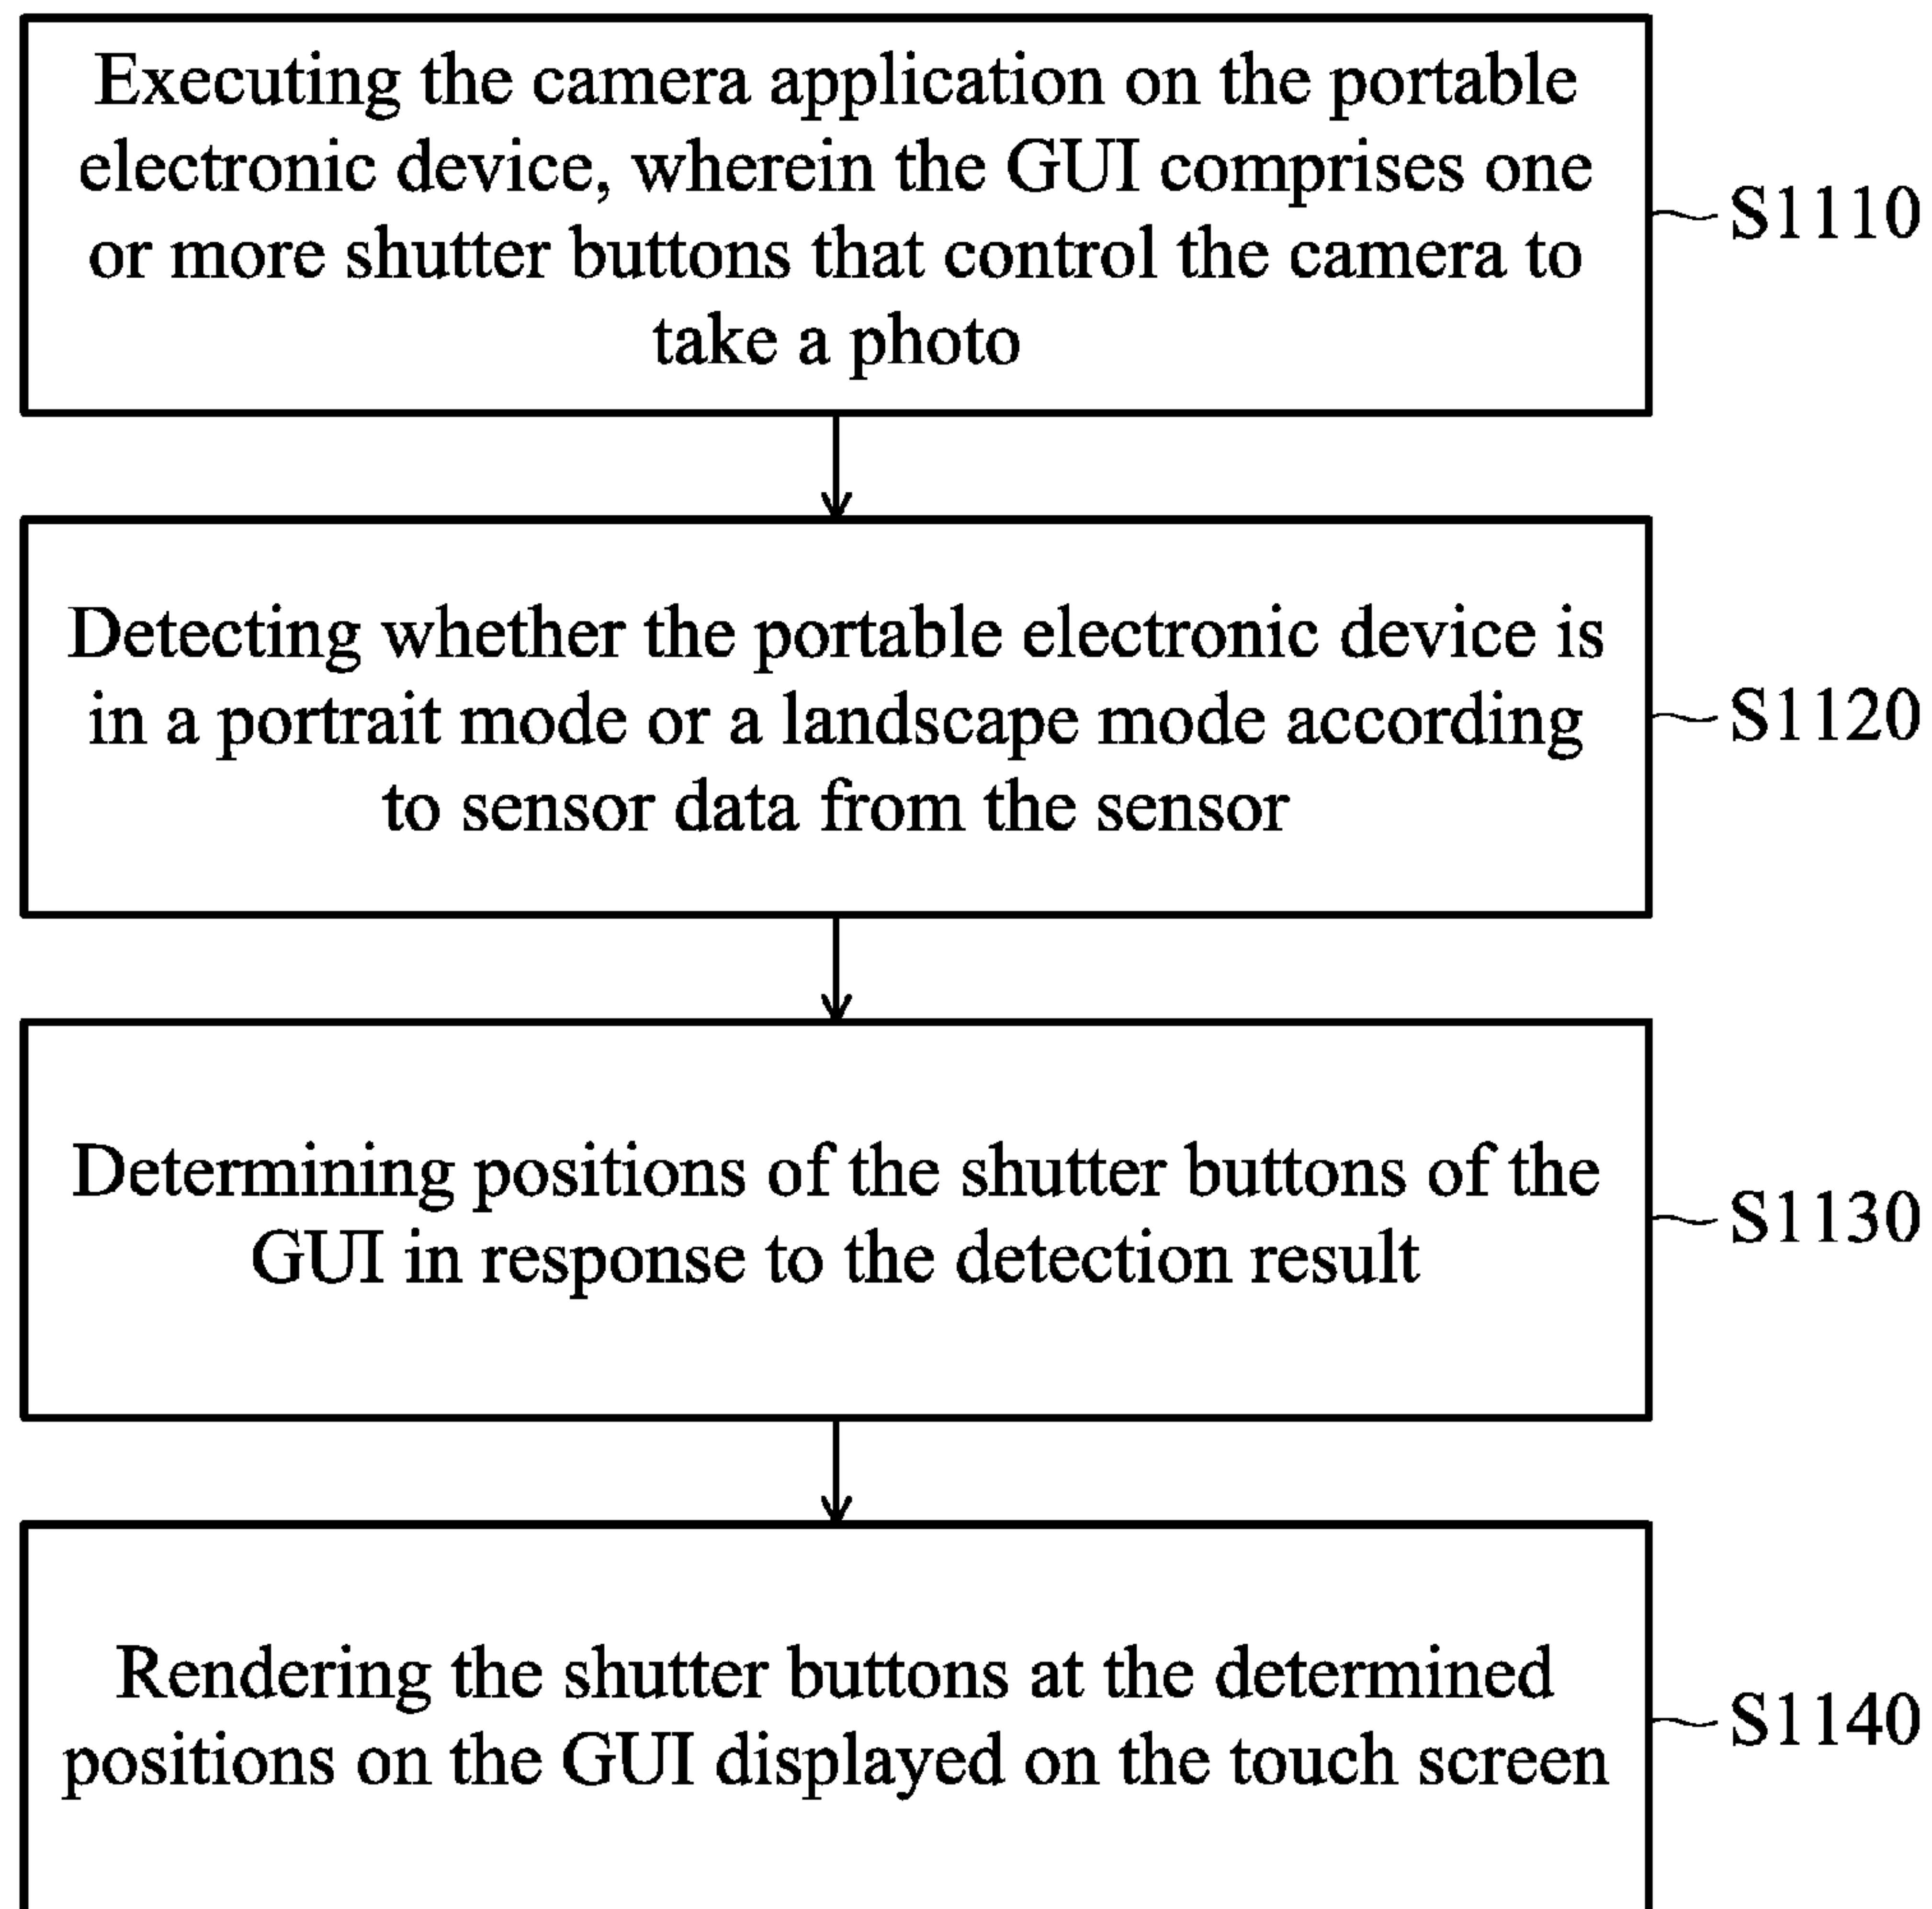 Executing the camera application on the portable
electronic device, wherein the GUI comprises one
or more shutter buttons that control the camera to
take a photo
S1110
Detecting whether the portable electronic device is
in a portrait mode or a landscape mode according
to sensor data from the sensor
S1120
Determining positions of the shutter buttons of the
GUI in response to the detection result
S1130
Rendering the shutter buttons at the determined
positions on the GUI displayed on the touch screen
S1140